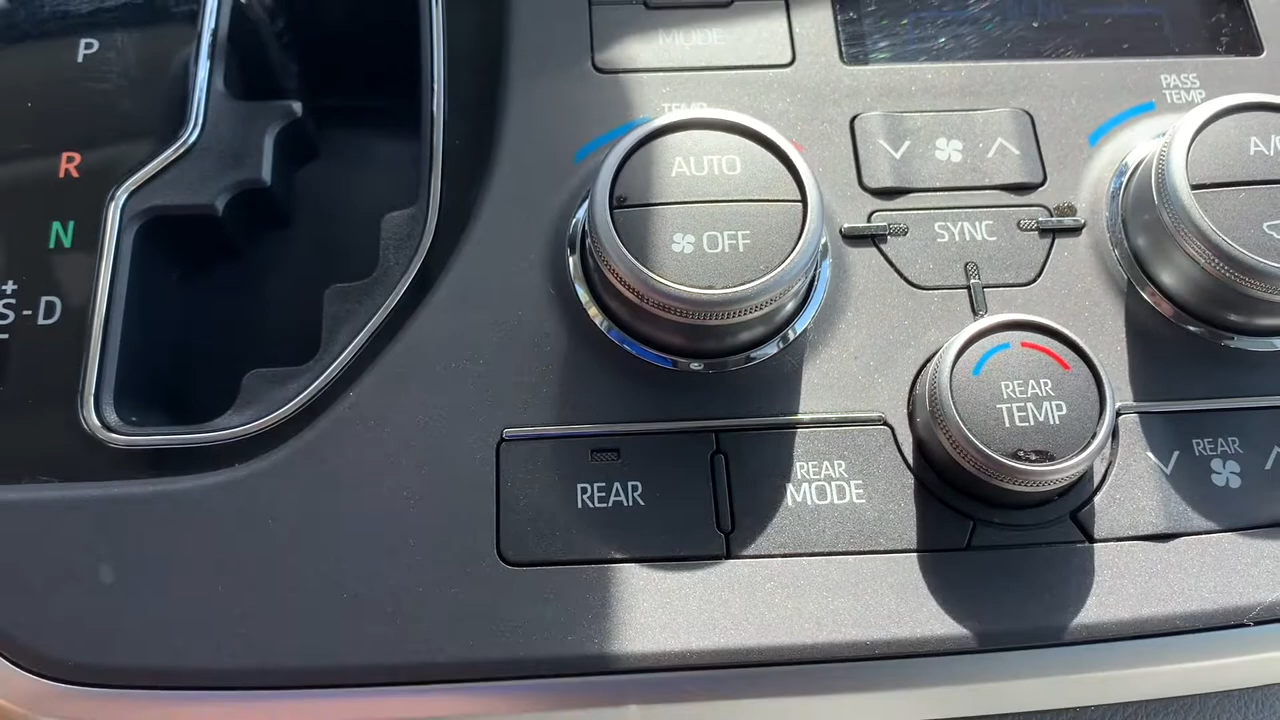 P
R
N
+
S-D
–
MODE
TEMP
AUTO
OFF
SYNC
PASS
TEMP
REAR
TEMP
REAR
REAR
MODE
REAR